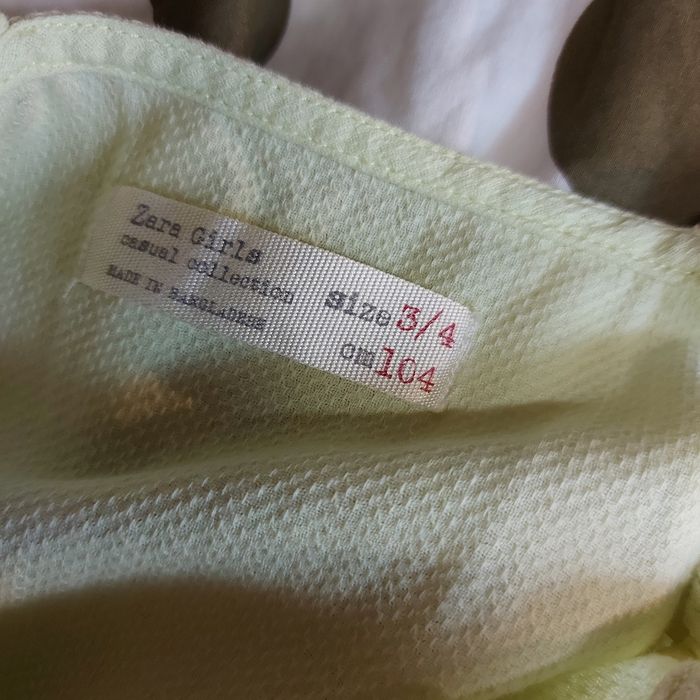 Zara Girls
casual collection
MADE IN BANGLADESH
size 3/4
cm104